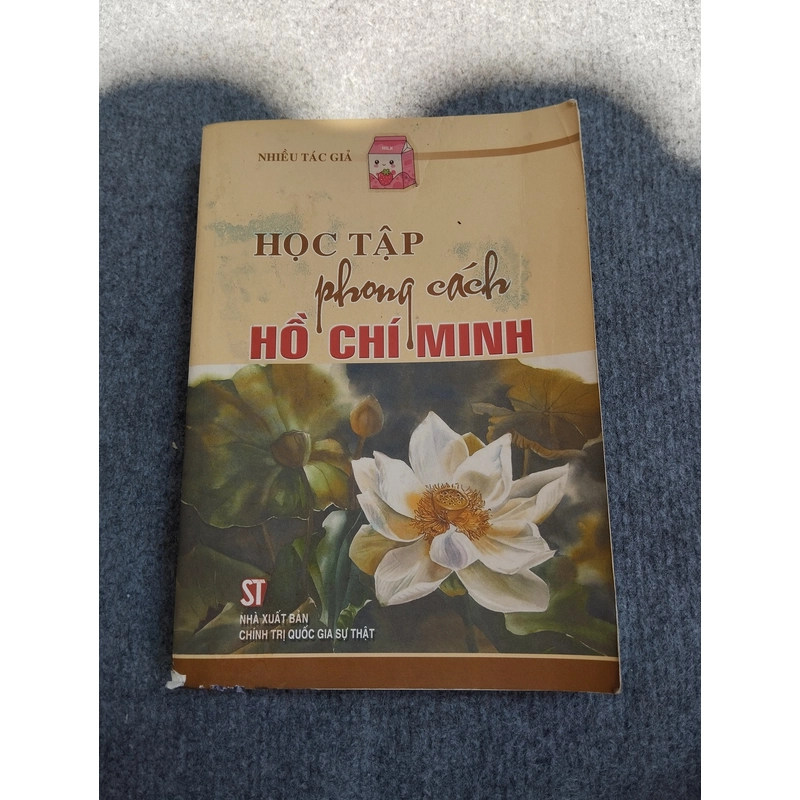 NHIỀU TÁC GIẢ
MILK
HỌC TẬP
phong cách
HỒ CHÍ MINH
ST
NHÀ XUẤT BẢN
CHÍNH TRỊ QUỐC GIA SỰ THẬT